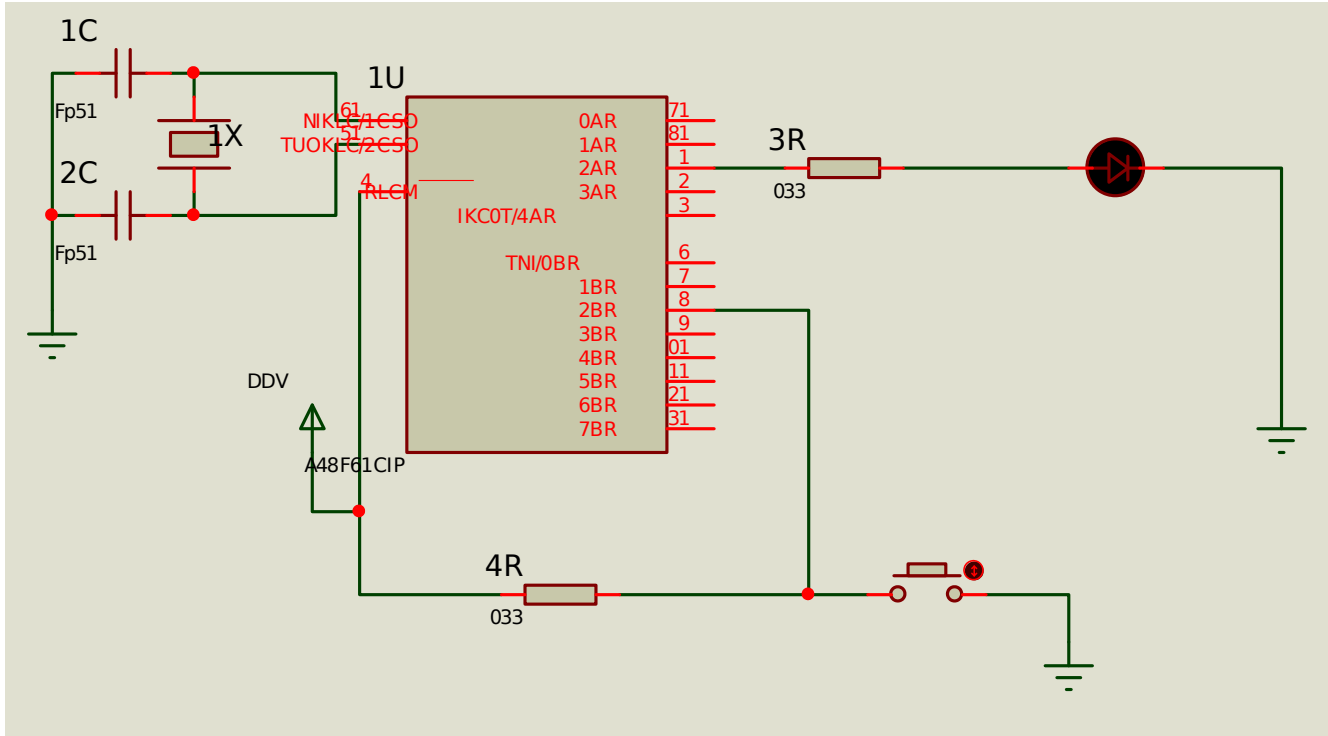 1C
Fp51
1X
2C
Fp51
1U
61
NIKLC/1CSO
51
TUOKLC/2CSO
4
RLCM
0AR
71
1AR
81
2AR
1
3AR
2
IKC0T/4AR
3
TNI/0BR
6
1BR
7
2BR
8
3BR
9
4BR
01
5BR
11
6BR
21
7BR
31
A48F61CIP
3R
033
DDV
4R
033